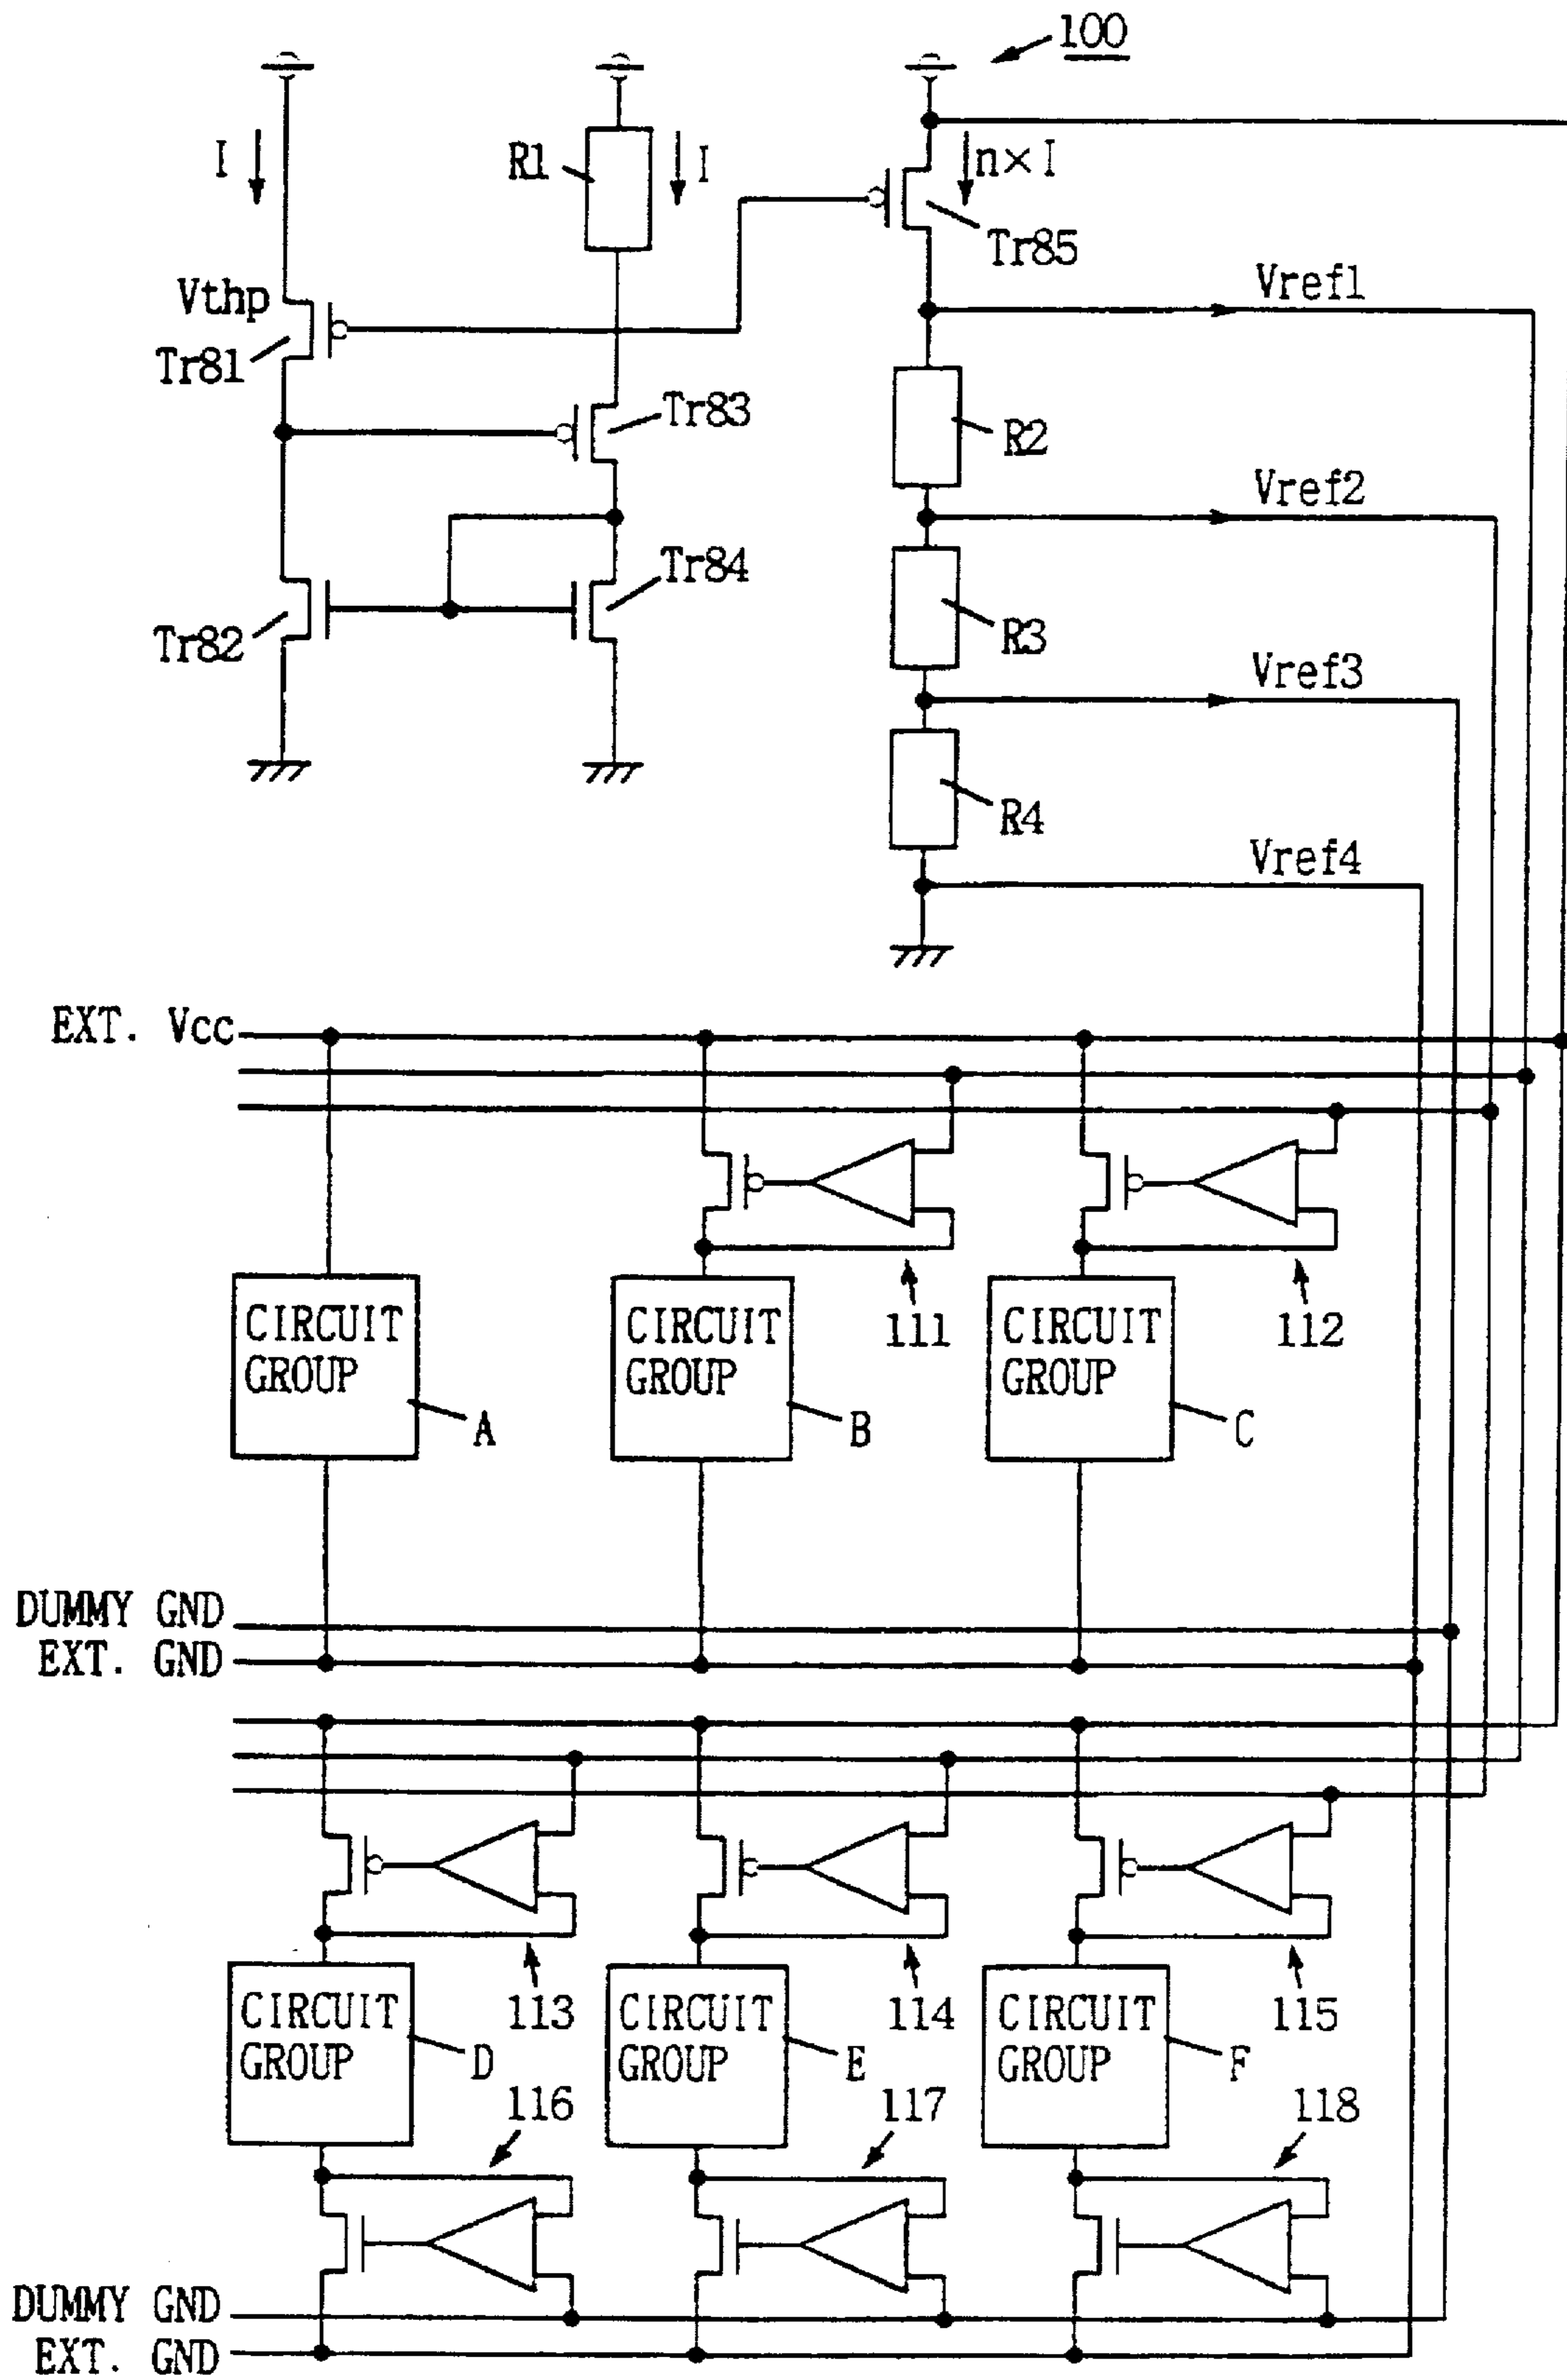 100
I
R1
I
n×I
Tr85
Vthp
Tr81
Vref1
Tr83
R2
Vref2
Tr84
Tr82
R3
Vref3
R4
Vref4
EXT. Vcc
CIRCUIT
GROUP
A
CIRCUIT
GROUP
B
111
CIRCUIT
GROUP
C
112
DUMMY GND
EXT. GND
CIRCUIT
GROUP
D
113
CIRCUIT
GROUP
E
114
CIRCUIT
GROUP
F
115
116
117
118
DUMMY GND
EXT. GND